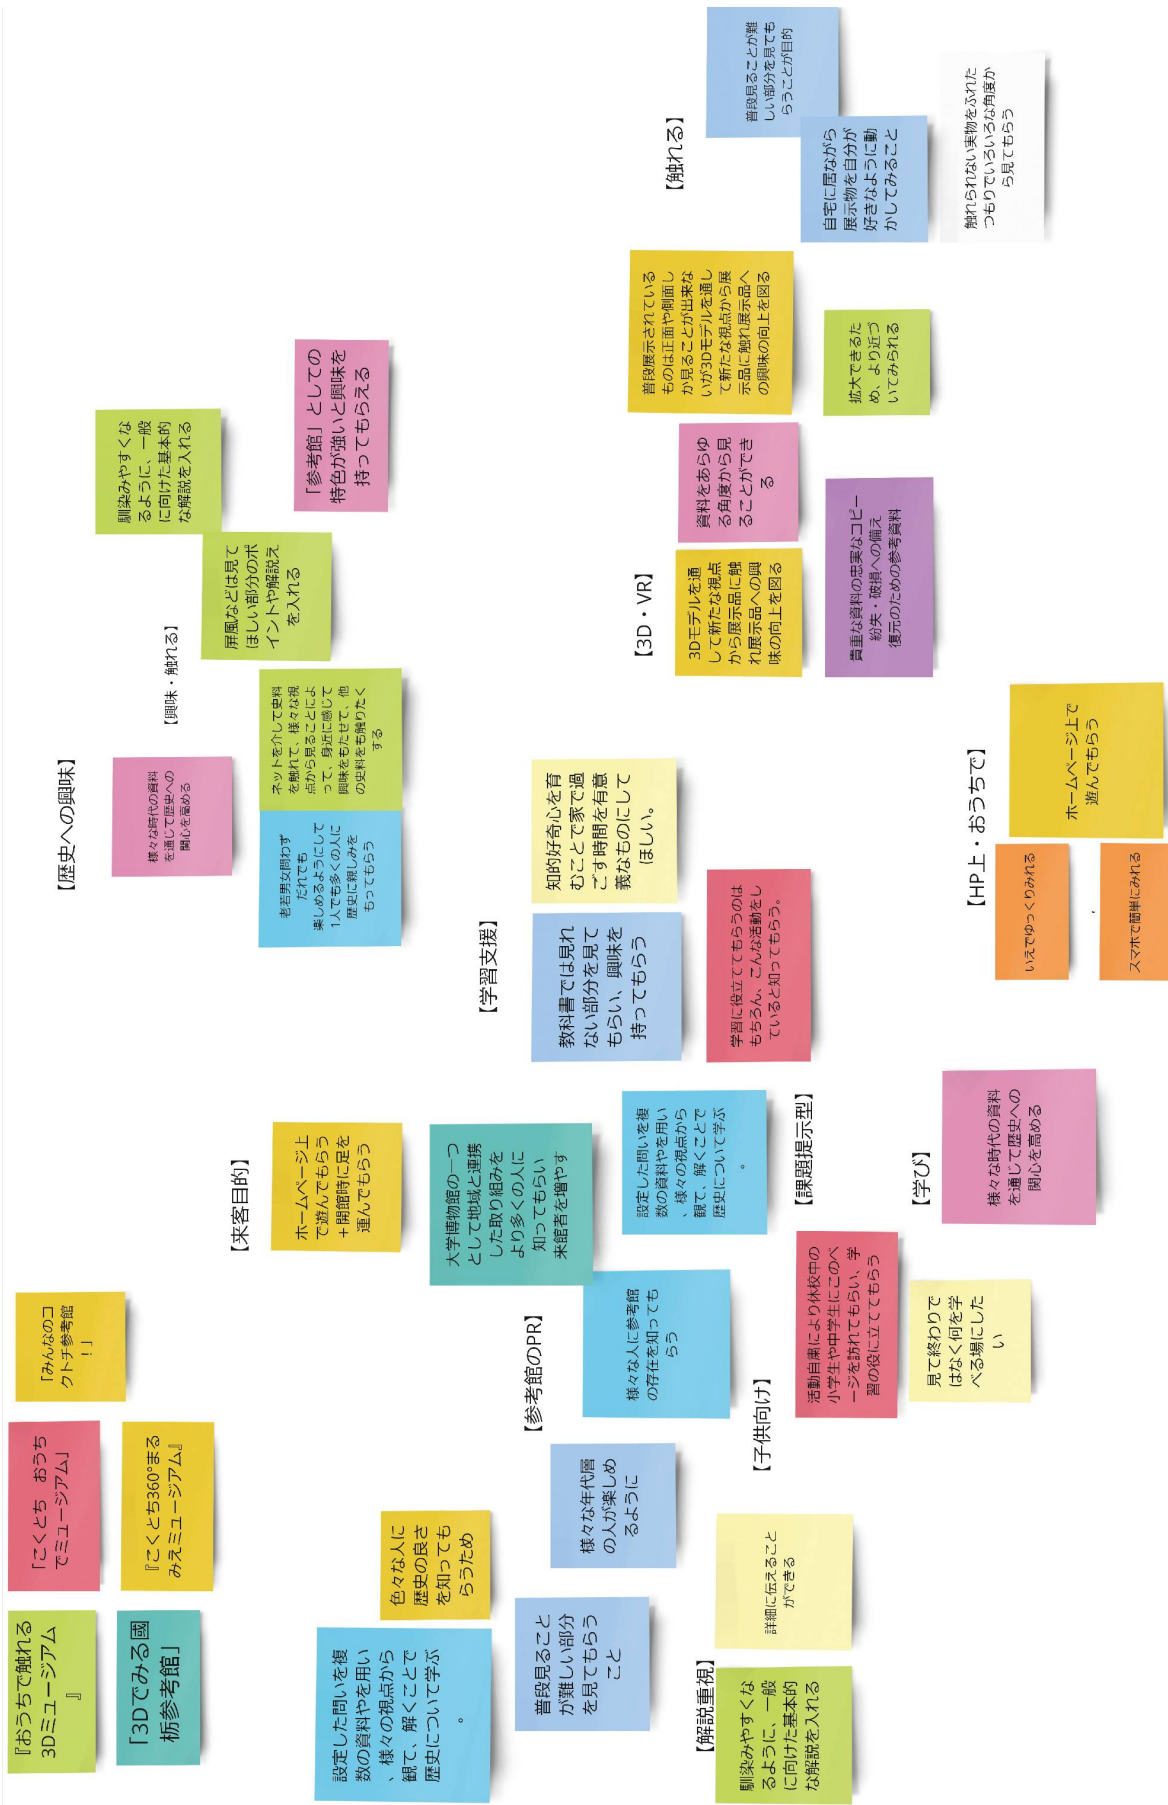 『おうちで触れる
3Dミュージアム
』
「こくとち　おうち
でミュージアム」
「みんなのコ
クトチ参考館
！」
「3Dでみる國
栃参考館」
『こくとち360°まる
みえミュージアム』
設定した問いを複
数の資料やを用い
、様々の視点から
観て、解くことで
歴史について学ぶ
。
色々な人に
歴史の良さ
を知っても
らうため
普段見ること
が難しい部分
を見てもらう
こと
様々な年代層
の人が楽しめ
るように
【解説重視】
馴染みやすくな
るように、一般
に向けた基本的
な解説を入れる
詳細に伝えること
ができる
【来客目的】
ホームページ上
で遊んでもらう
＋開館時に足を
運んでもらう
大学博物館の一つ
として地域と連携
した取り組みを
より多くの人に
知ってもらい
来館者を増やす
【参考館のPR】
様々な人に参考館
の存在を知っても
らう
設定した問いを複
数の資料やを用い
、様々の視点から
観て、解くことで
歴史について学ぶ
。
【課題提示型】
【子供向け】
活動自粛により休校中の
小学生や中学生にこのペ
ージを訪れてもらい、学
習の役に立ててもらう
見て終わりで
はなく何を学
べる場にした
い
【学び】
様々な時代の資料
を通じて歴史への
関心を高める
【歴史への興味】
様々な時代の資料
を通じて歴史への
関心を高める
老若男女問わず
だれでも
楽しめるようにして
1人でも多くの人に
歴史に親しみを
もってもらう
【興味・触れる】
ネットを介して史料
を触れて、様々な視
点から見ることによ
って、身近に感じて
興味をもたせて、他
の史料をも触りたく
する
屏風などは見て
ほしい部分のポ
イントや解説え
を入れる
馴染みやすくな
るように、一般
に向けた基本的
な解説を入れる
「参考館」としての
特色が強いと興味を
持ってもらえる
【学習支援】
教科書では見れ
ない部分を見て
もらい、興味を
持ってもらう
知的好奇心を育
むことで家で過
ごす時間を有意
義なものにして
ほしい。
学習に役立ててもらうのは
もちろん、こんな活動をし
ていると知ってもらう。
【3D・VR】
3Dモデルを通
して新たな視点
から展示品に触
れ展示品への興
味の向上を図る
資料をあらゆ
る角度から見
ることができ
る
普段展示されている
ものは正面や側面し
か見ることが出来な
いが3Dモデルを通し
て新たな視点から展
示品に触れ展示品へ
の興味の向上を図る
貴重な資料の忠実なコピー
紛失・破損への備え
復元のための参考資料
拡大できるた
め、より近づ
いてみられる
【触れる】
普段見ることが難
しい部分を見ても
らうことが目的
自宅に居ながら
展示物を自分が
好きなように動
かしてみること
触れられない実物をふれた
つもりでいろいろな角度か
ら見てもらう
【HP上・おうちで】
いえでゆっくりみれる
ホームページ上で
遊んでもらう
スマホで簡単にみれる